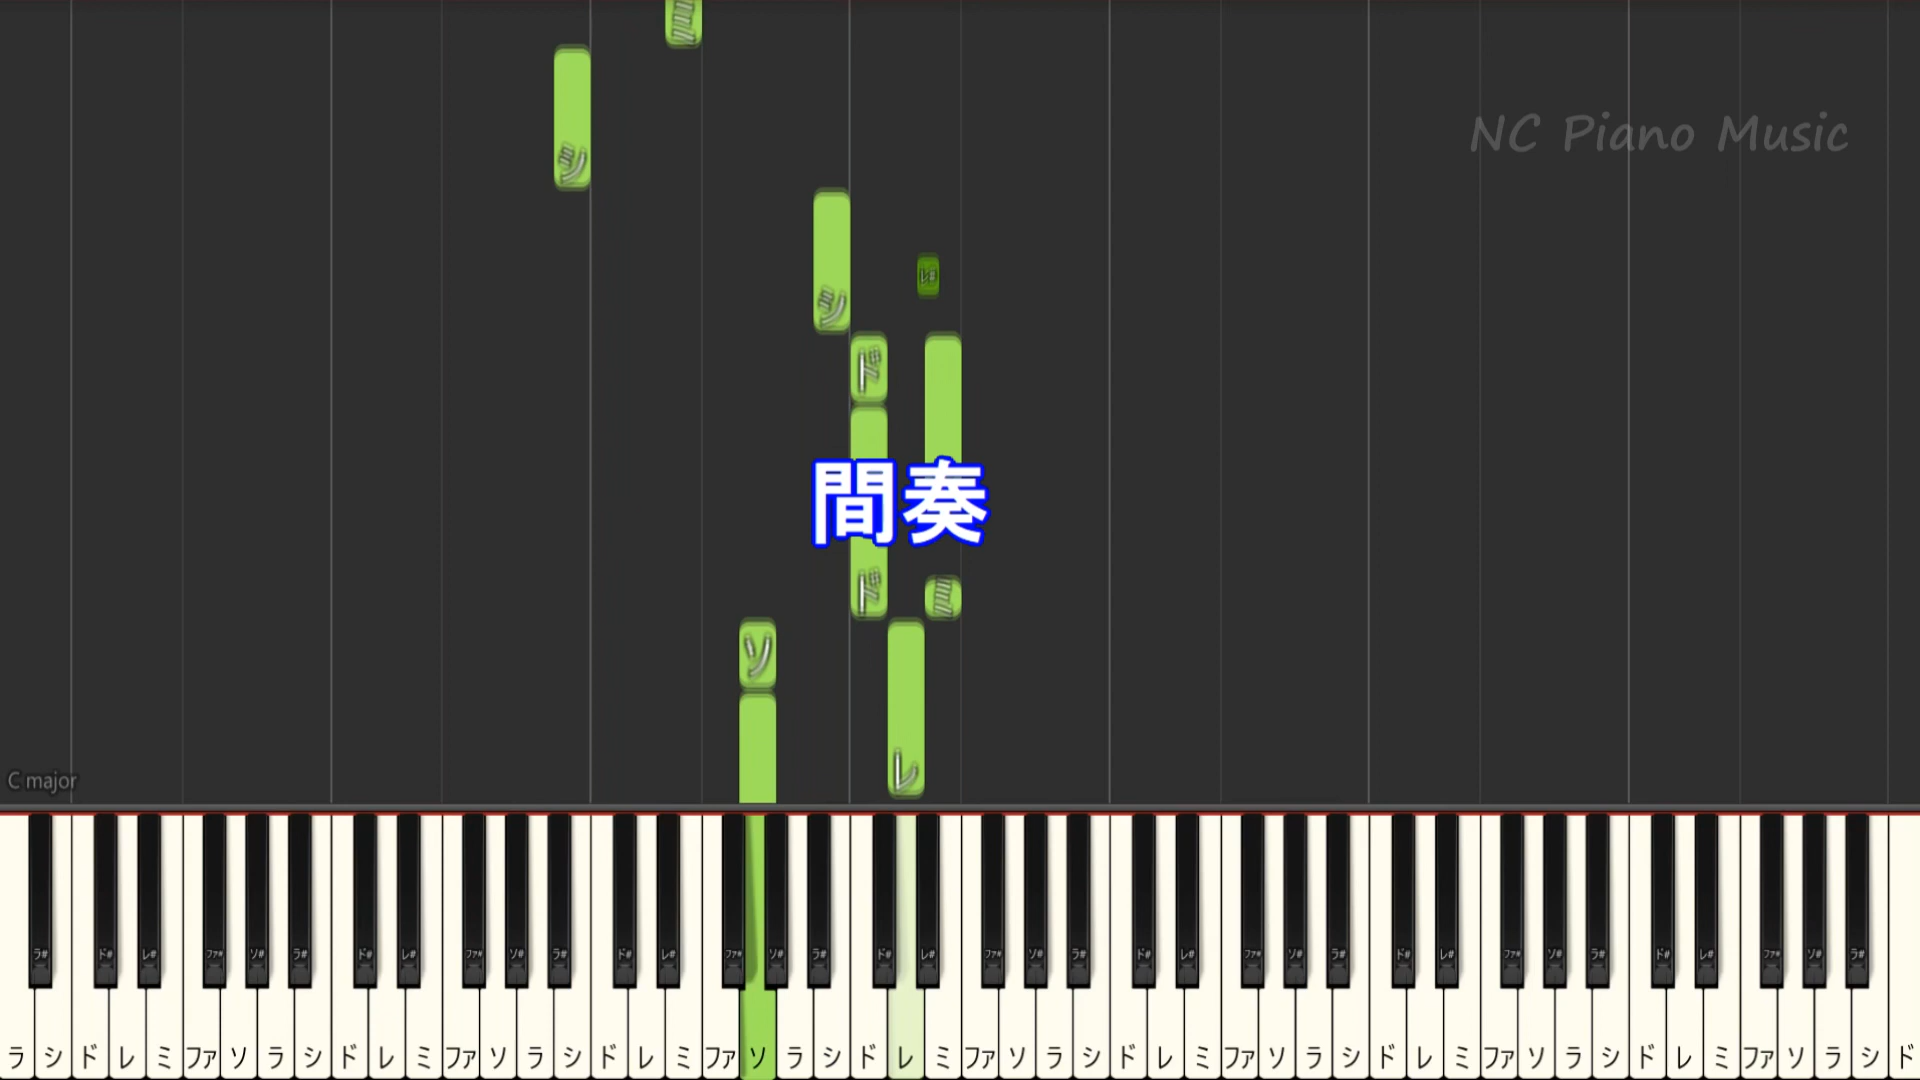 ミ
シ
NC Piano Music
シ
レ#
ド
間奏
ド ミ
ソ
レ
C major
ラ# ド# レ# ファ# ソ# ラ# ド# レ# ファ# ソ# ラ# ド# レ# ファ# ソ# ラ# ド# レ# ファ# ソ# ラ# ド# レ# ファ# ソ# ラ# ド# レ# ファ# ソ# ラ# ド# レ# ファ# ソ# ラ#
ラ シ ド レ ミ ファ ソ ラ シ ド レ ミ ファ ソ ラ シ ド レ ミ ファ ソ ラ シ ド レ ミ ファ ソ ラ シ ド レ ミ ファ ソ ラ シ ド レ ミ ファ ソ ラ シ ド レ ミ ファ ソ ラ シ ド